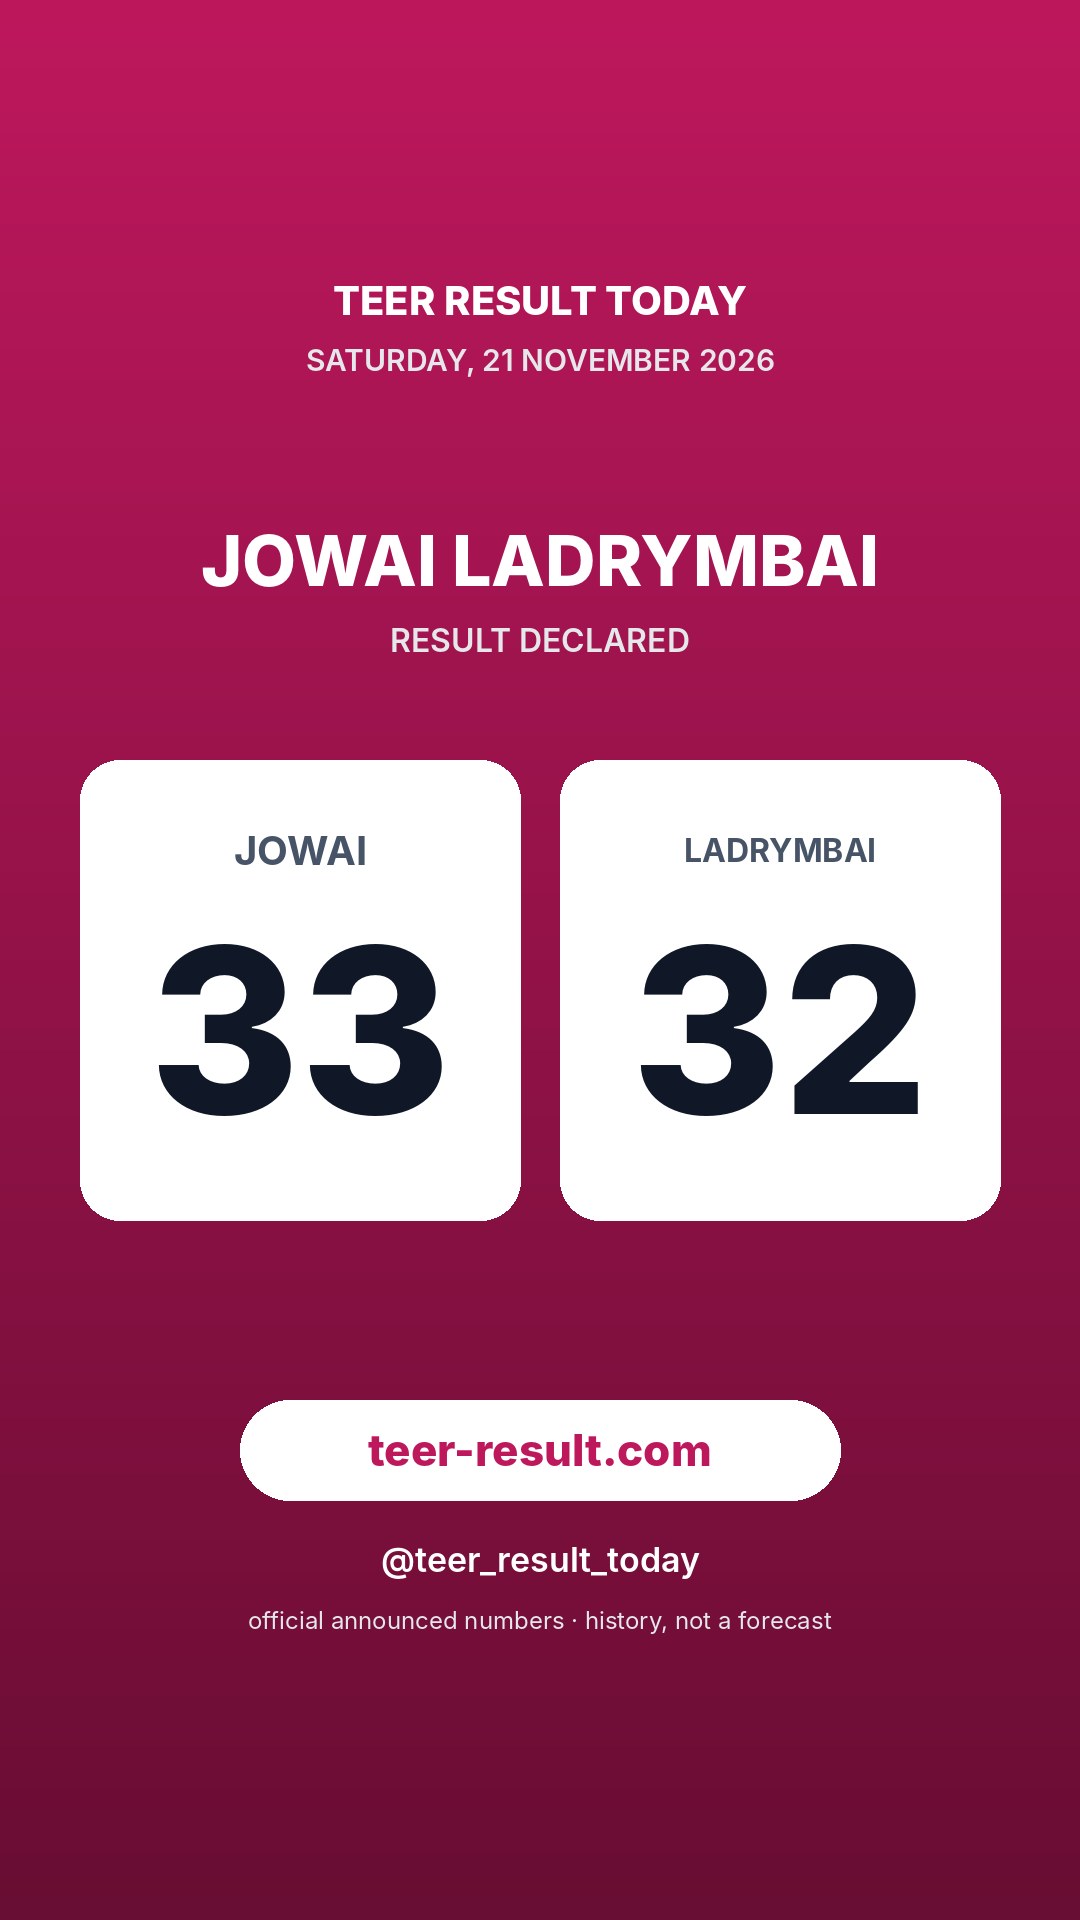 TEER RESULT TODAY
SATURDAY, 21 NOVEMBER 2026
JOWAI LADRYMBAI
RESULT DECLARED
JOWAI
33
LADRYMBAI
32
teer-result.com
@teer_result_today
official announced numbers · history, not a forecast